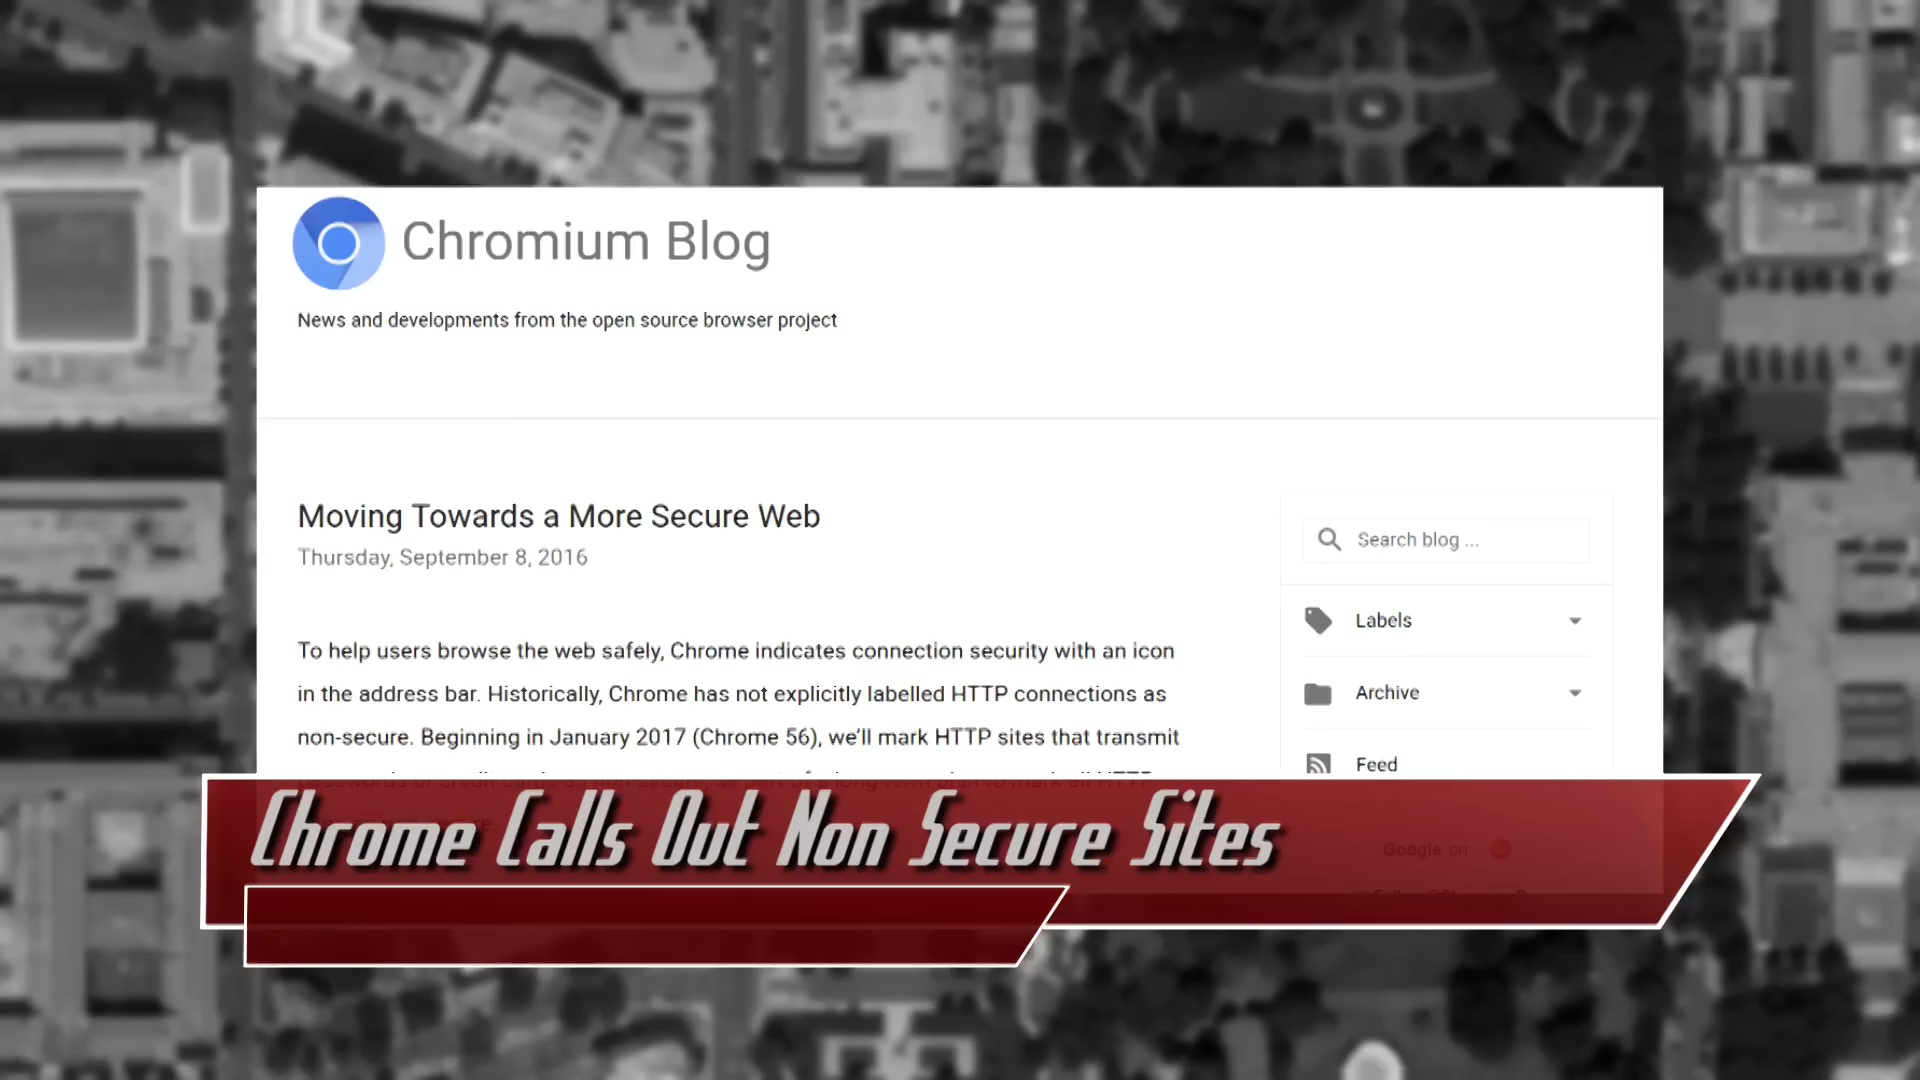 Chromium Blog
News and developments from the open source browser project
Moving Towards a More Secure Web
Thursday, September 8, 2016
To help users browse the web safely, Chrome indicates connection security with an icon
in the address bar. Historically, Chrome has not explicitly labelled HTTP connections as
non-secure. Beginning in January 2017 (Chrome 56), we'll mark HTTP sites that transmit
Search blog ...
Labels
Archive
Feed
Google on
Chrome Calls Out Non Secure Sites